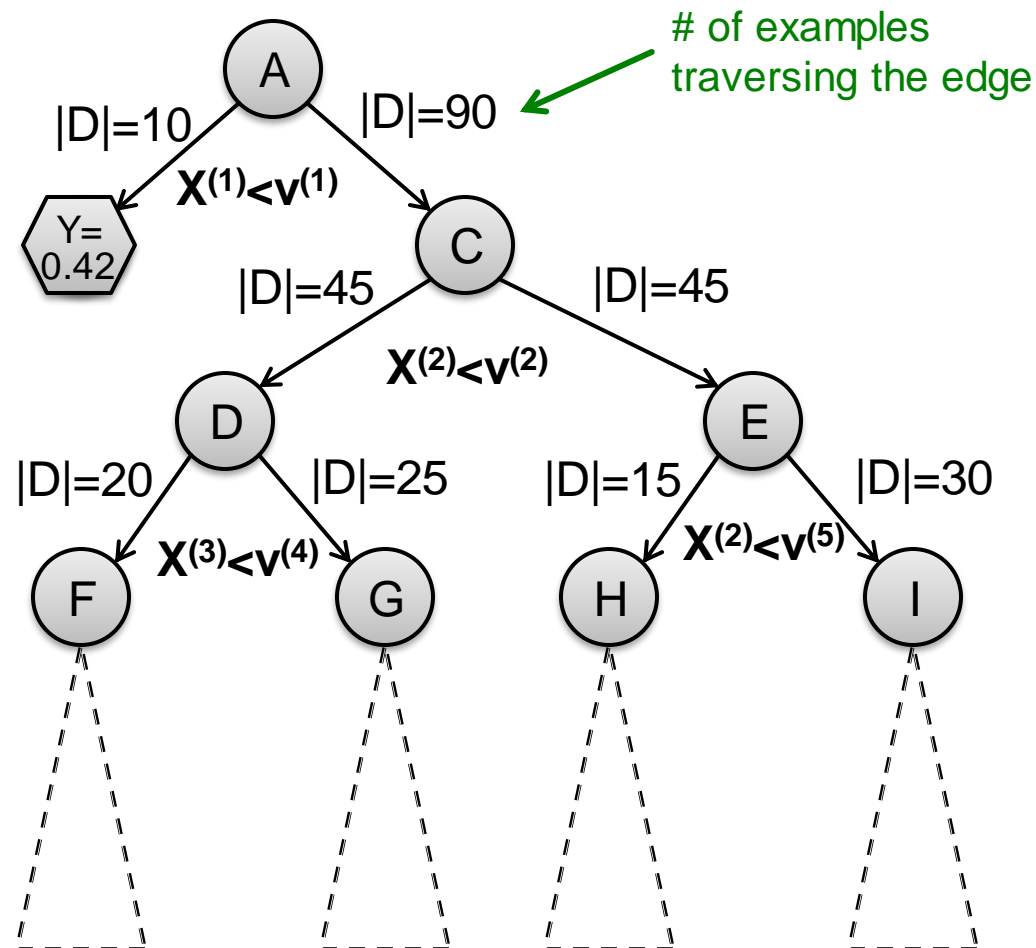 # of examples
traversing the edge
A
|D|=10
|D|=90
X(1)<v(1)
Y=
0.42
C
|D|=45
|D|=45
X(2)<v(2)
D
E
|D|=20
|D|=25
|D|=15
|D|=30
X(3)<v(4)
X(2)<v(5)
F
G
H
I